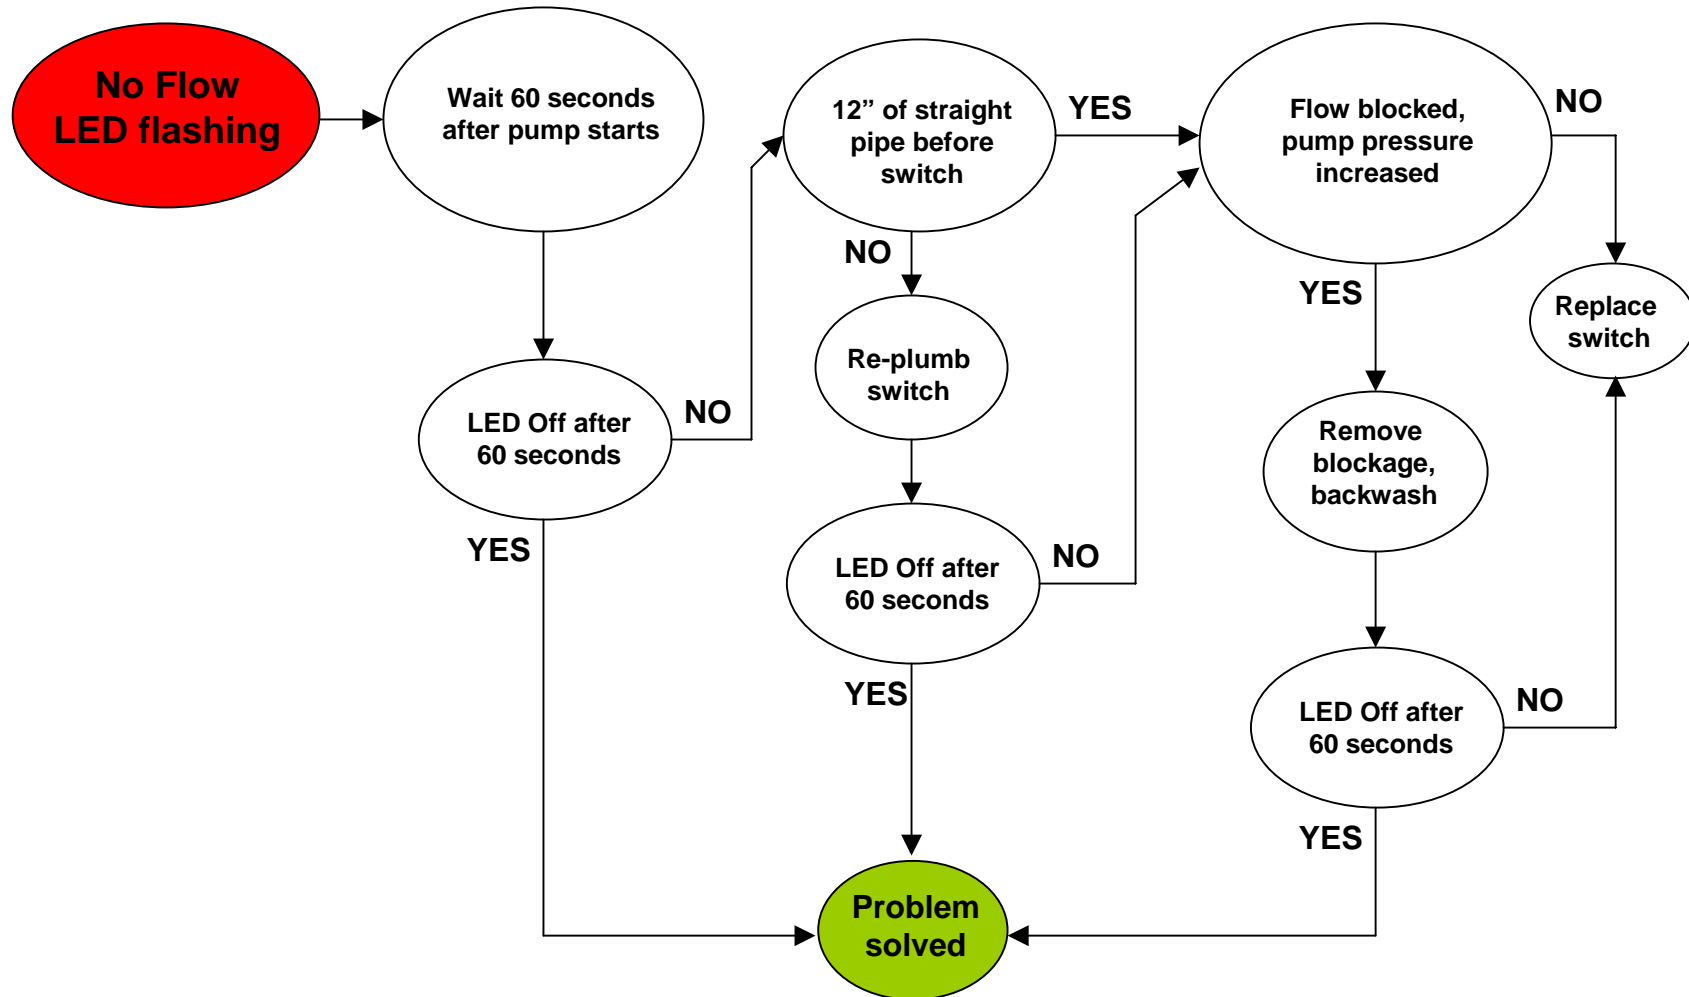 No Flow
LED flashing
Wait 60 seconds
after pump starts
12” of straight
pipe before
switch
YES
Flow blocked,
pump pressure
increased
NO
NO
YES
Replace
switch
Re-plumb
switch
LED Off after
60 seconds
NO
Remove
blockage,
backwash
YES
LED Off after
60 seconds
NO
YES
LED Off after
60 seconds
NO
YES
Problem
solved